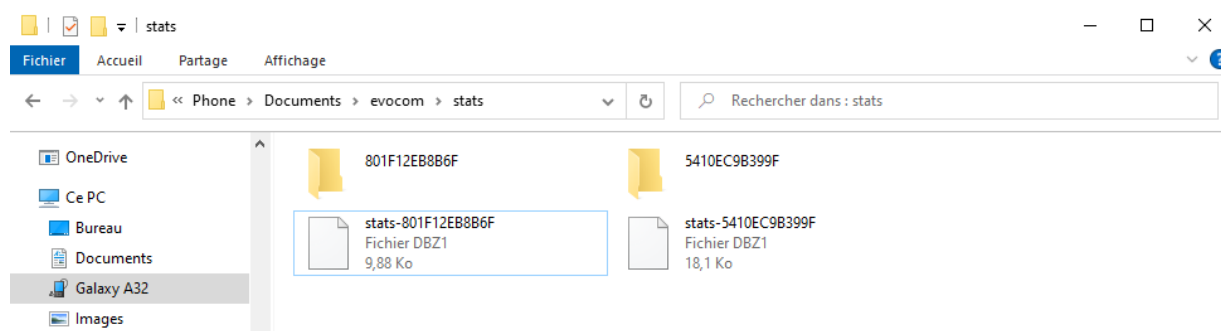 stats
Fichier Accueil Partage Affichage
« Phone > Documents > evocom > stats
Rechercher dans : stats
OneDrive
Ce PC
Bureau
Documents
Galaxy A32
Images
801F12EB8B6F
5410EC9B399F
stats-801F12EB8B6F
Fichier DBZ1
9,88 Ko
stats-5410EC9B399F
Fichier DBZ1
18,1 Ko